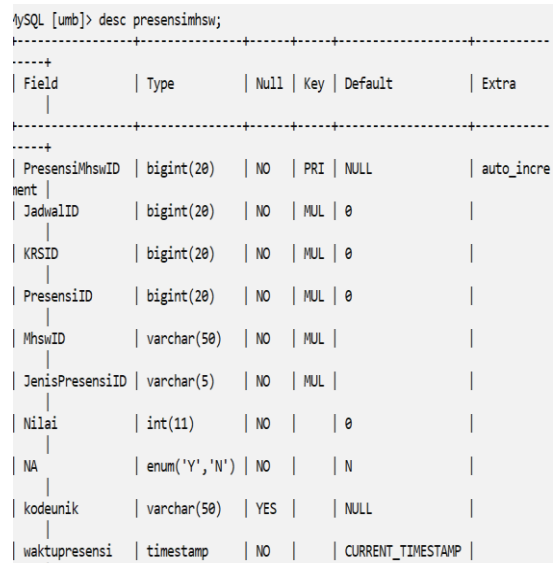 MySQL [umb]> desc presensimhsw;
+-----------------+---------------+------+-----+-------------------+-----------
-----+
| Field | Type | Null | Key | Default | Extra
|
+-----------------+---------------+------+-----+-------------------+-----------
-----+
| PresensiMhswID | bigint(20) | NO | PRI | NULL | auto_incre
ment |
| JadwalID | bigint(20) | NO | MUL | 0 |
|
| KRSID | bigint(20) | NO | MUL | 0 |
|
| PresensiID | bigint(20) | NO | MUL | 0 |
|
| MhswID | varchar(50) | NO | MUL | |
|
| JenisPresensiID | varchar(5) | NO | MUL | |
|
| Nilai | int(11) | NO | | 0 |
|
| NA | enum('Y','N') | NO | | N |
|
| kodeunik | varchar(50) | YES | | NULL |
|
| waktupresensi | timestamp | NO | | CURRENT_TIMESTAMP |